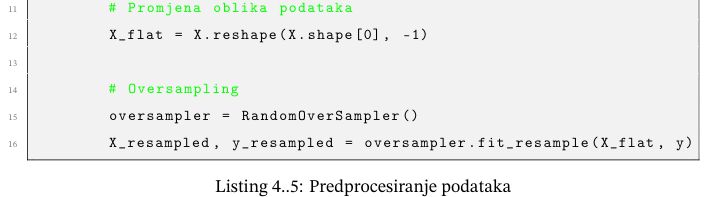 11 # Promjena oblika podataka
12 X_flat = X.reshape(X.shape[0], -1)
13
14 # Oversampling
15 oversampler = RandomOverSampler()
16 X_resampled, y_resampled = oversampler.fit_resample(X_flat, y)
Listing 4..5: Predprocesiranje podataka